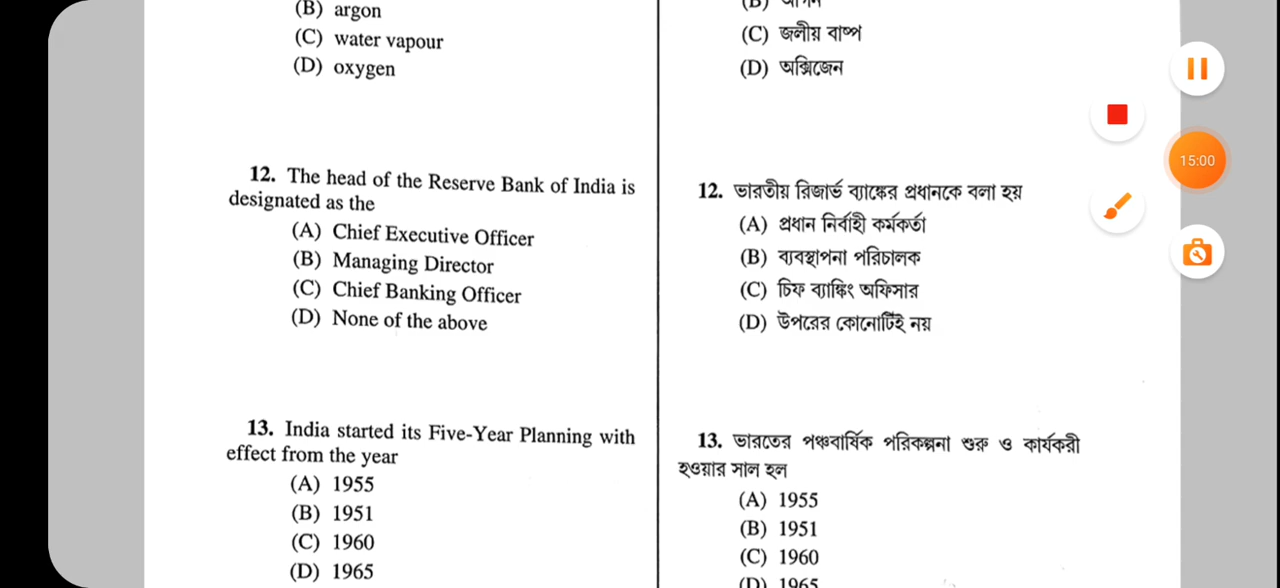 (B) argon
(C) water vapour
(D) oxygen
12. The head of the Reserve Bank of India is
designated as the
(A) Chief Executive Officer
(B) Managing Director
(C) Chief Banking Officer
(D) None of the above
13. India started its Five-Year Planning with
effect from the year
(A) 1955
(B) 1951
(C) 1960
(D) 1965
(C) জলীয় বাষ্প
(D) অক্সিজেন
12. ভারতীয় রিজার্ভ ব্যাঙ্কের প্রধানকে বলা হয়
(A) প্রধান নির্বাহী কর্মকর্তা
(B) ব্যবস্থাপনা পরিচালক
(C) চিফ ব্যাঙ্কিং অফিসার
(D) উপরের কোনোটিই নয়
13. ভারতের পঞ্চবার্ষিক পরিকল্পনা শুরু ও কার্যকরী
হওয়ার সাল হল
(A) 1955
(B) 1951
(C) 1960
(D) 1965
15:00